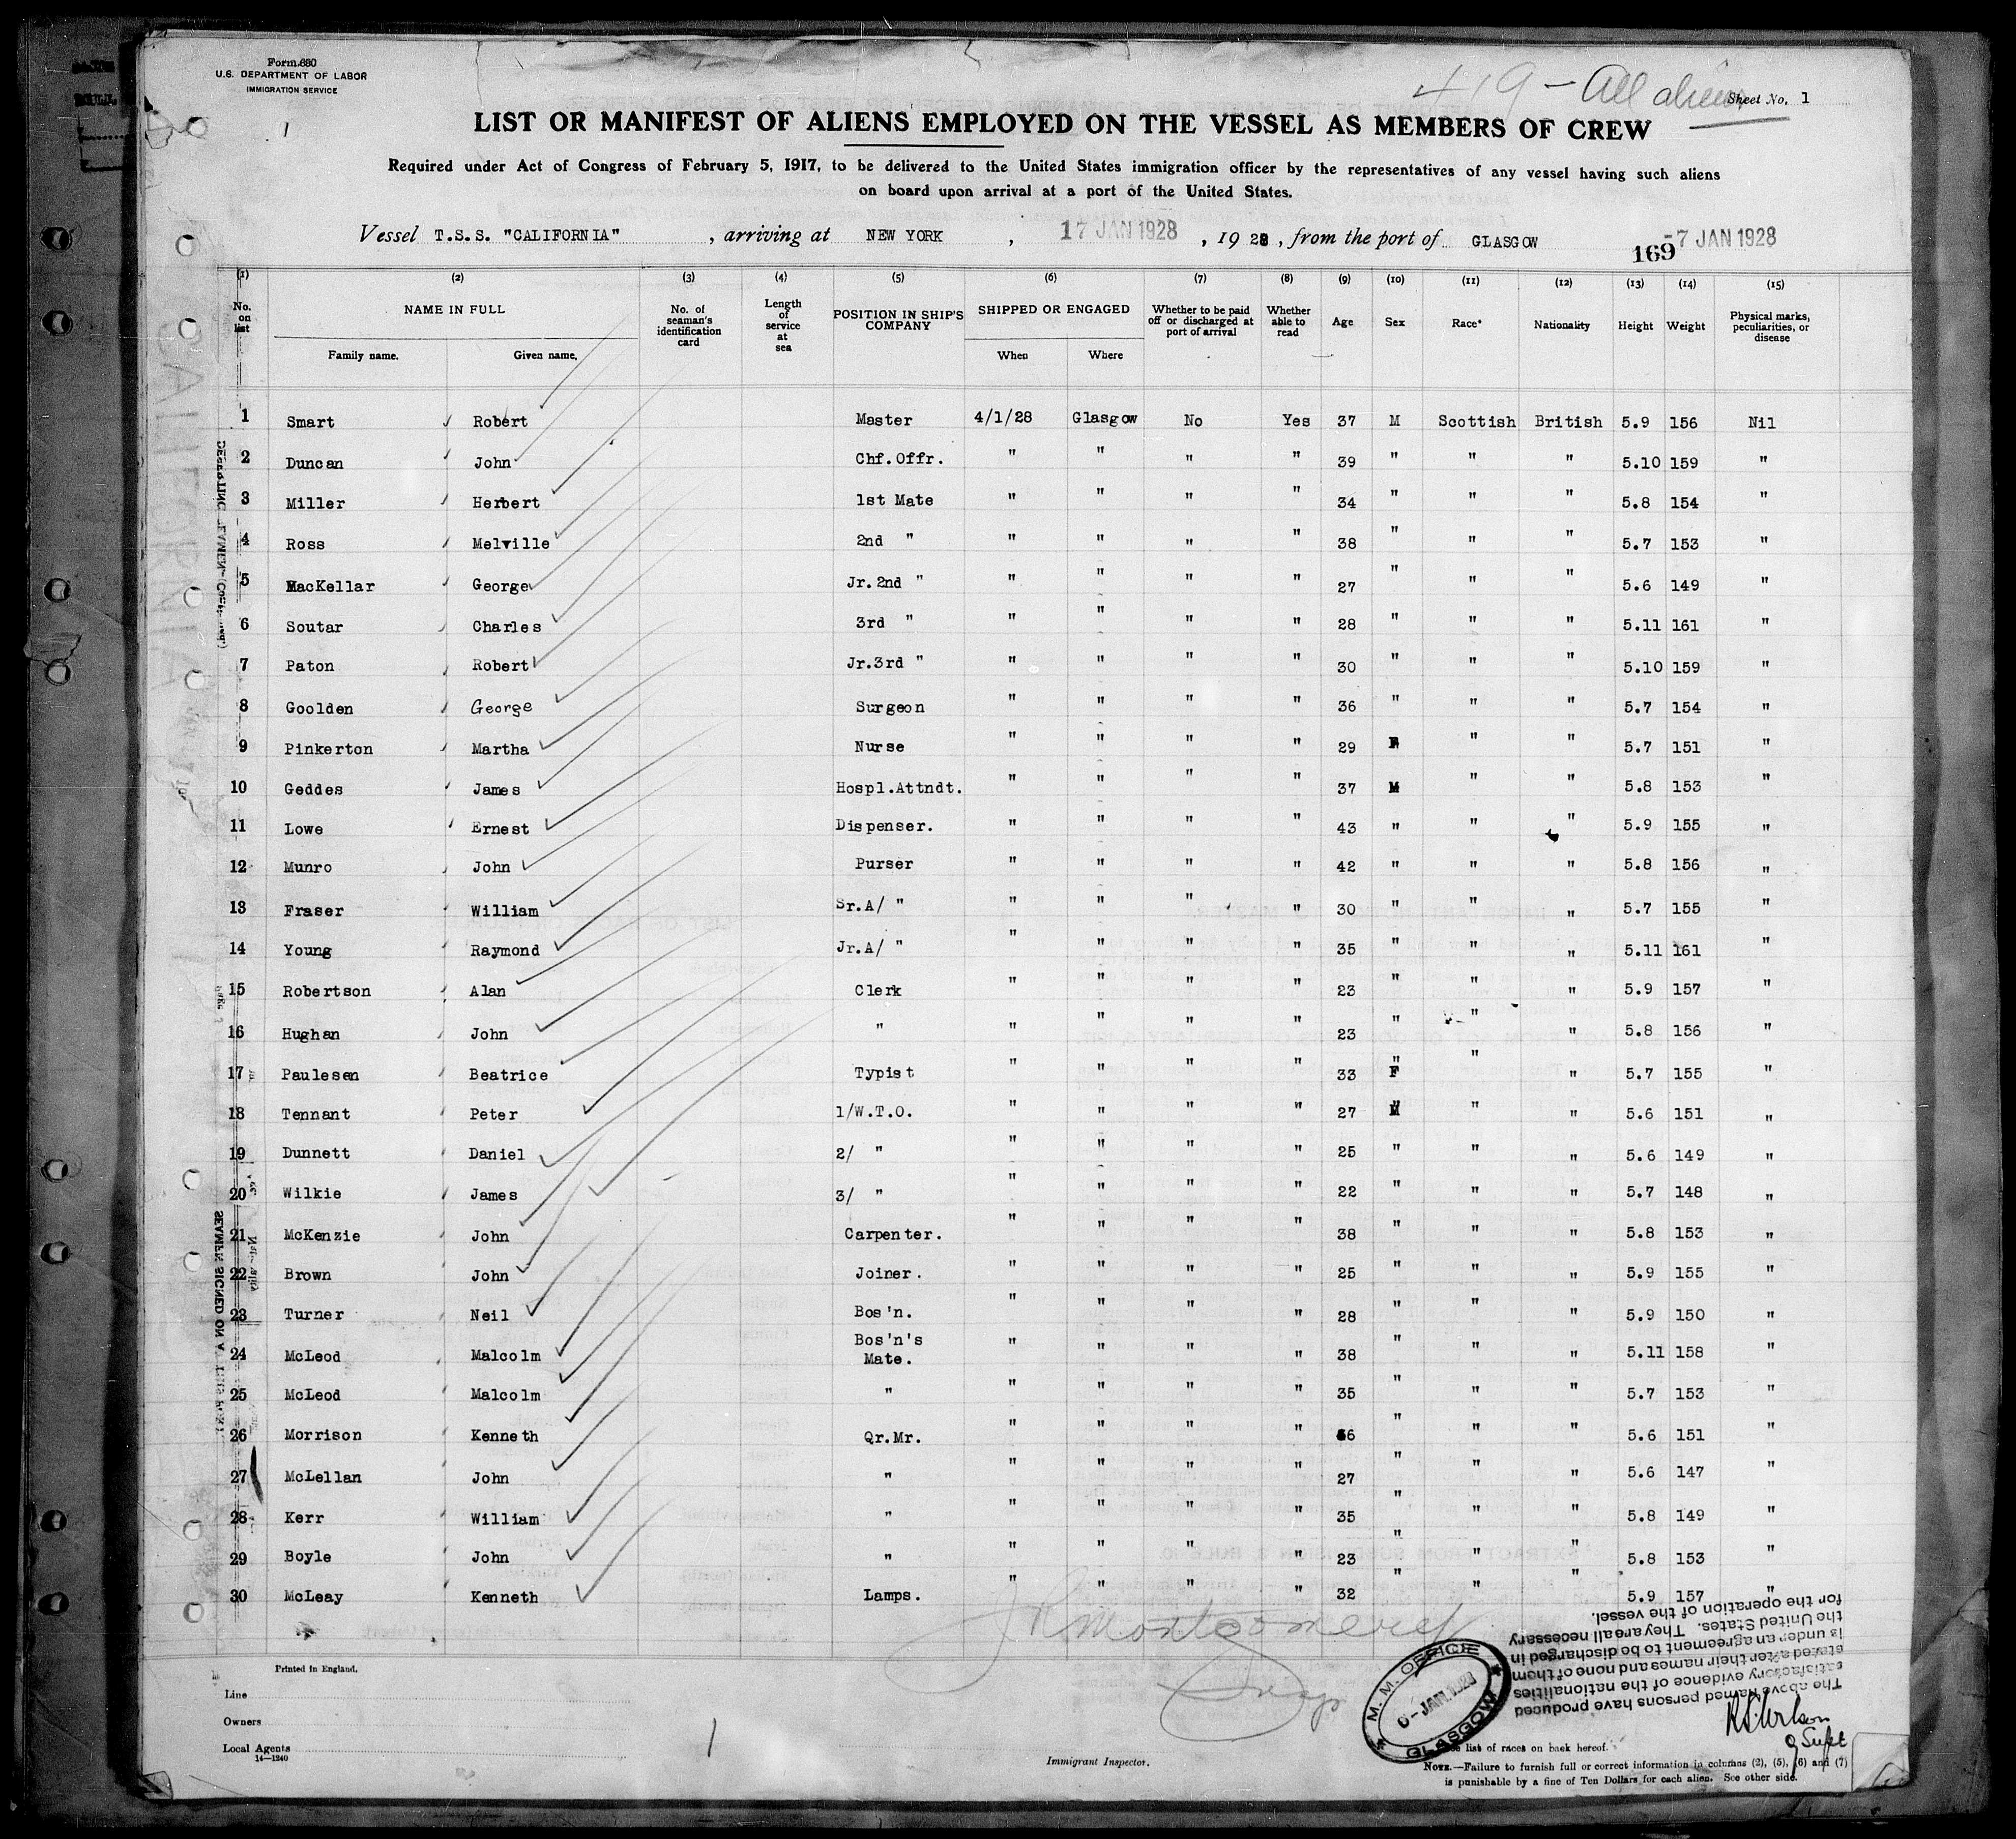 Form 680
U.S. DEPARTMENT OF LABOR
IMMIGRATION SERVICE
419 - All aliens
Sheet No. 1
1
LIST OR MANIFEST OF ALIENS EMPLOYED ON THE VESSEL AS MEMBERS OF CREW
Required under Act of Congress of February 5, 1917, to be delivered to the United States immigration officer by the representatives of any vessel having such aliens
on board upon arrival at a port of the United States.
Vessel T.S.S. "CALIFORNIA", arriving at NEW YORK, 17 JAN 1928, 1928, from the port of GLASGOW 169 -7 JAN 1928
(1) (2) (3) (4) (5) (6) (7) (8) (9) (10) (11) (12) (13) (14) (15)
No. on list NAME IN FULL Family name. Given name. No. of seaman's identification card Length of service at sea POSITION IN SHIP'S COMPANY SHIPPED OR ENGAGED When Where Whether to be paid off or discharged at port of arrival Whether able to read Age Sex Race* Nationality Height Weight Physical marks, peculiarities, or disease
1 Smart Robert Master 4/1/28 Glasgow No Yes 37 M Scottish British 5.9 156 Nil
2 Duncan John Chf.Offr. " " " " 39 " " " 5.10 159 "
3 Miller Herbert 1st Mate " " " " 34 " " " 5.8 154 "
4 Ross Melville 2nd " " " " " 38 " " " 5.7 153 "
5 MacKellar George Jr.2nd " " " " " 27 " " " 5.6 149 "
6 Soutar Charles 3rd " " " " " 28 " " " 5.11 161 "
7 Paton Robert Jr.3rd " " " " " 30 " " " 5.10 159 "
8 Goolden George Surgeon " " " " 36 " " " 5.7 154 "
9 Pinkerton Martha Nurse " " " " 29 F " " 5.7 151 "
10 Geddes James Hospl.Attndt. " " " " 37 M " " 5.8 153 "
11 Lowe Ernest Dispenser. " " " " 43 " " " 5.9 155 "
12 Munro John Purser " " " " 42 " " " 5.8 156 "
13 Fraser William Sr.A/ " " " " " 30 " " " 5.7 155 "
14 Young Raymond Jr.A/ " " " " " 35 " " " 5.11 161 "
15 Robertson Alan Clerk " " " " 23 " " " 5.9 157 "
16 Hughan John " " " " " 23 " " " 5.8 156 "
17 Paulesen Beatrice Typist " " " " 33 F " " 5.7 155 "
18 Tennant Peter 1/W.T.O. " " " " 27 M " " 5.6 151 "
19 Dunnett Daniel 2/ " " " " " 25 " " " 5.6 149 "
20 Wilkie James 3/ " " " " " 22 " " " 5.7 148 "
21 McKenzie John Carpenter. " " " " 38 " " " 5.8 153 "
22 Brown John Joiner. " " " " 25 " " " 5.9 155 "
23 Turner Neil Bos'n. " " " " 28 " " " 5.9 150 "
24 McLeod Malcolm Bos'n's Mate. " " " " 38 " " " 5.11 158 "
25 McLeod Malcolm " " " " " 35 " " " 5.7 153 "
26 Morrison Kenneth Qr.Mr. " " " " " " " 5.6 151 "
27 McLellan John " " " " " 27 " " " 5.6 147 "
28 Kerr William " " " " " 35 " " " 5.8 149 "
29 Boyle John " " " " " 23 " " " 5.8 153 "
30 McLeay Kenneth Lamps. " " " " 32 " " " 5.9 157 "
J R Montgomery
Insp
Printed in England.
Line
Owners
Local Agents
14—1240
1
Immigrant Inspector.
M. M. OFFICE
6 - JAN. 1928
GLASGOW
The above Named persons have produced
satisfactory evidence of the nationalities
stated after their names and none of them
is under an agreement to be discharged in
the United States. They are all necessary
for the operation of the vessel.
Supt
list of races on back hereof.
NOTE.—Failure to furnish full or correct information in columns (2), (5), (6) and (7)
is punishable by a fine of Ten Dollars for each alien. See other side.